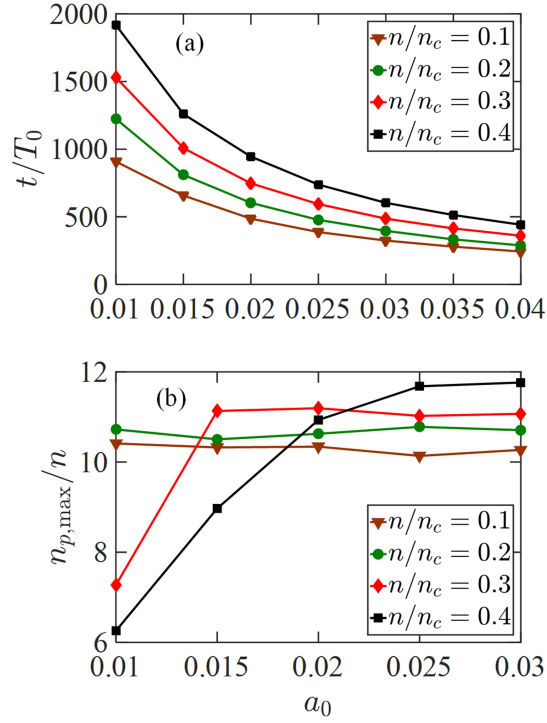 (a)
n/n_c = 0.1
n/n_c = 0.2
n/n_c = 0.3
n/n_c = 0.4
t/T_0
2000
1500
1000
500
0
0.01 0.015 0.02 0.025 0.03 0.035 0.04
(b)
n_{p,max}/n
12
10
8
6
n/n_c = 0.1
n/n_c = 0.2
n/n_c = 0.3
n/n_c = 0.4
0.01 0.015 0.02 0.025 0.03
a_0